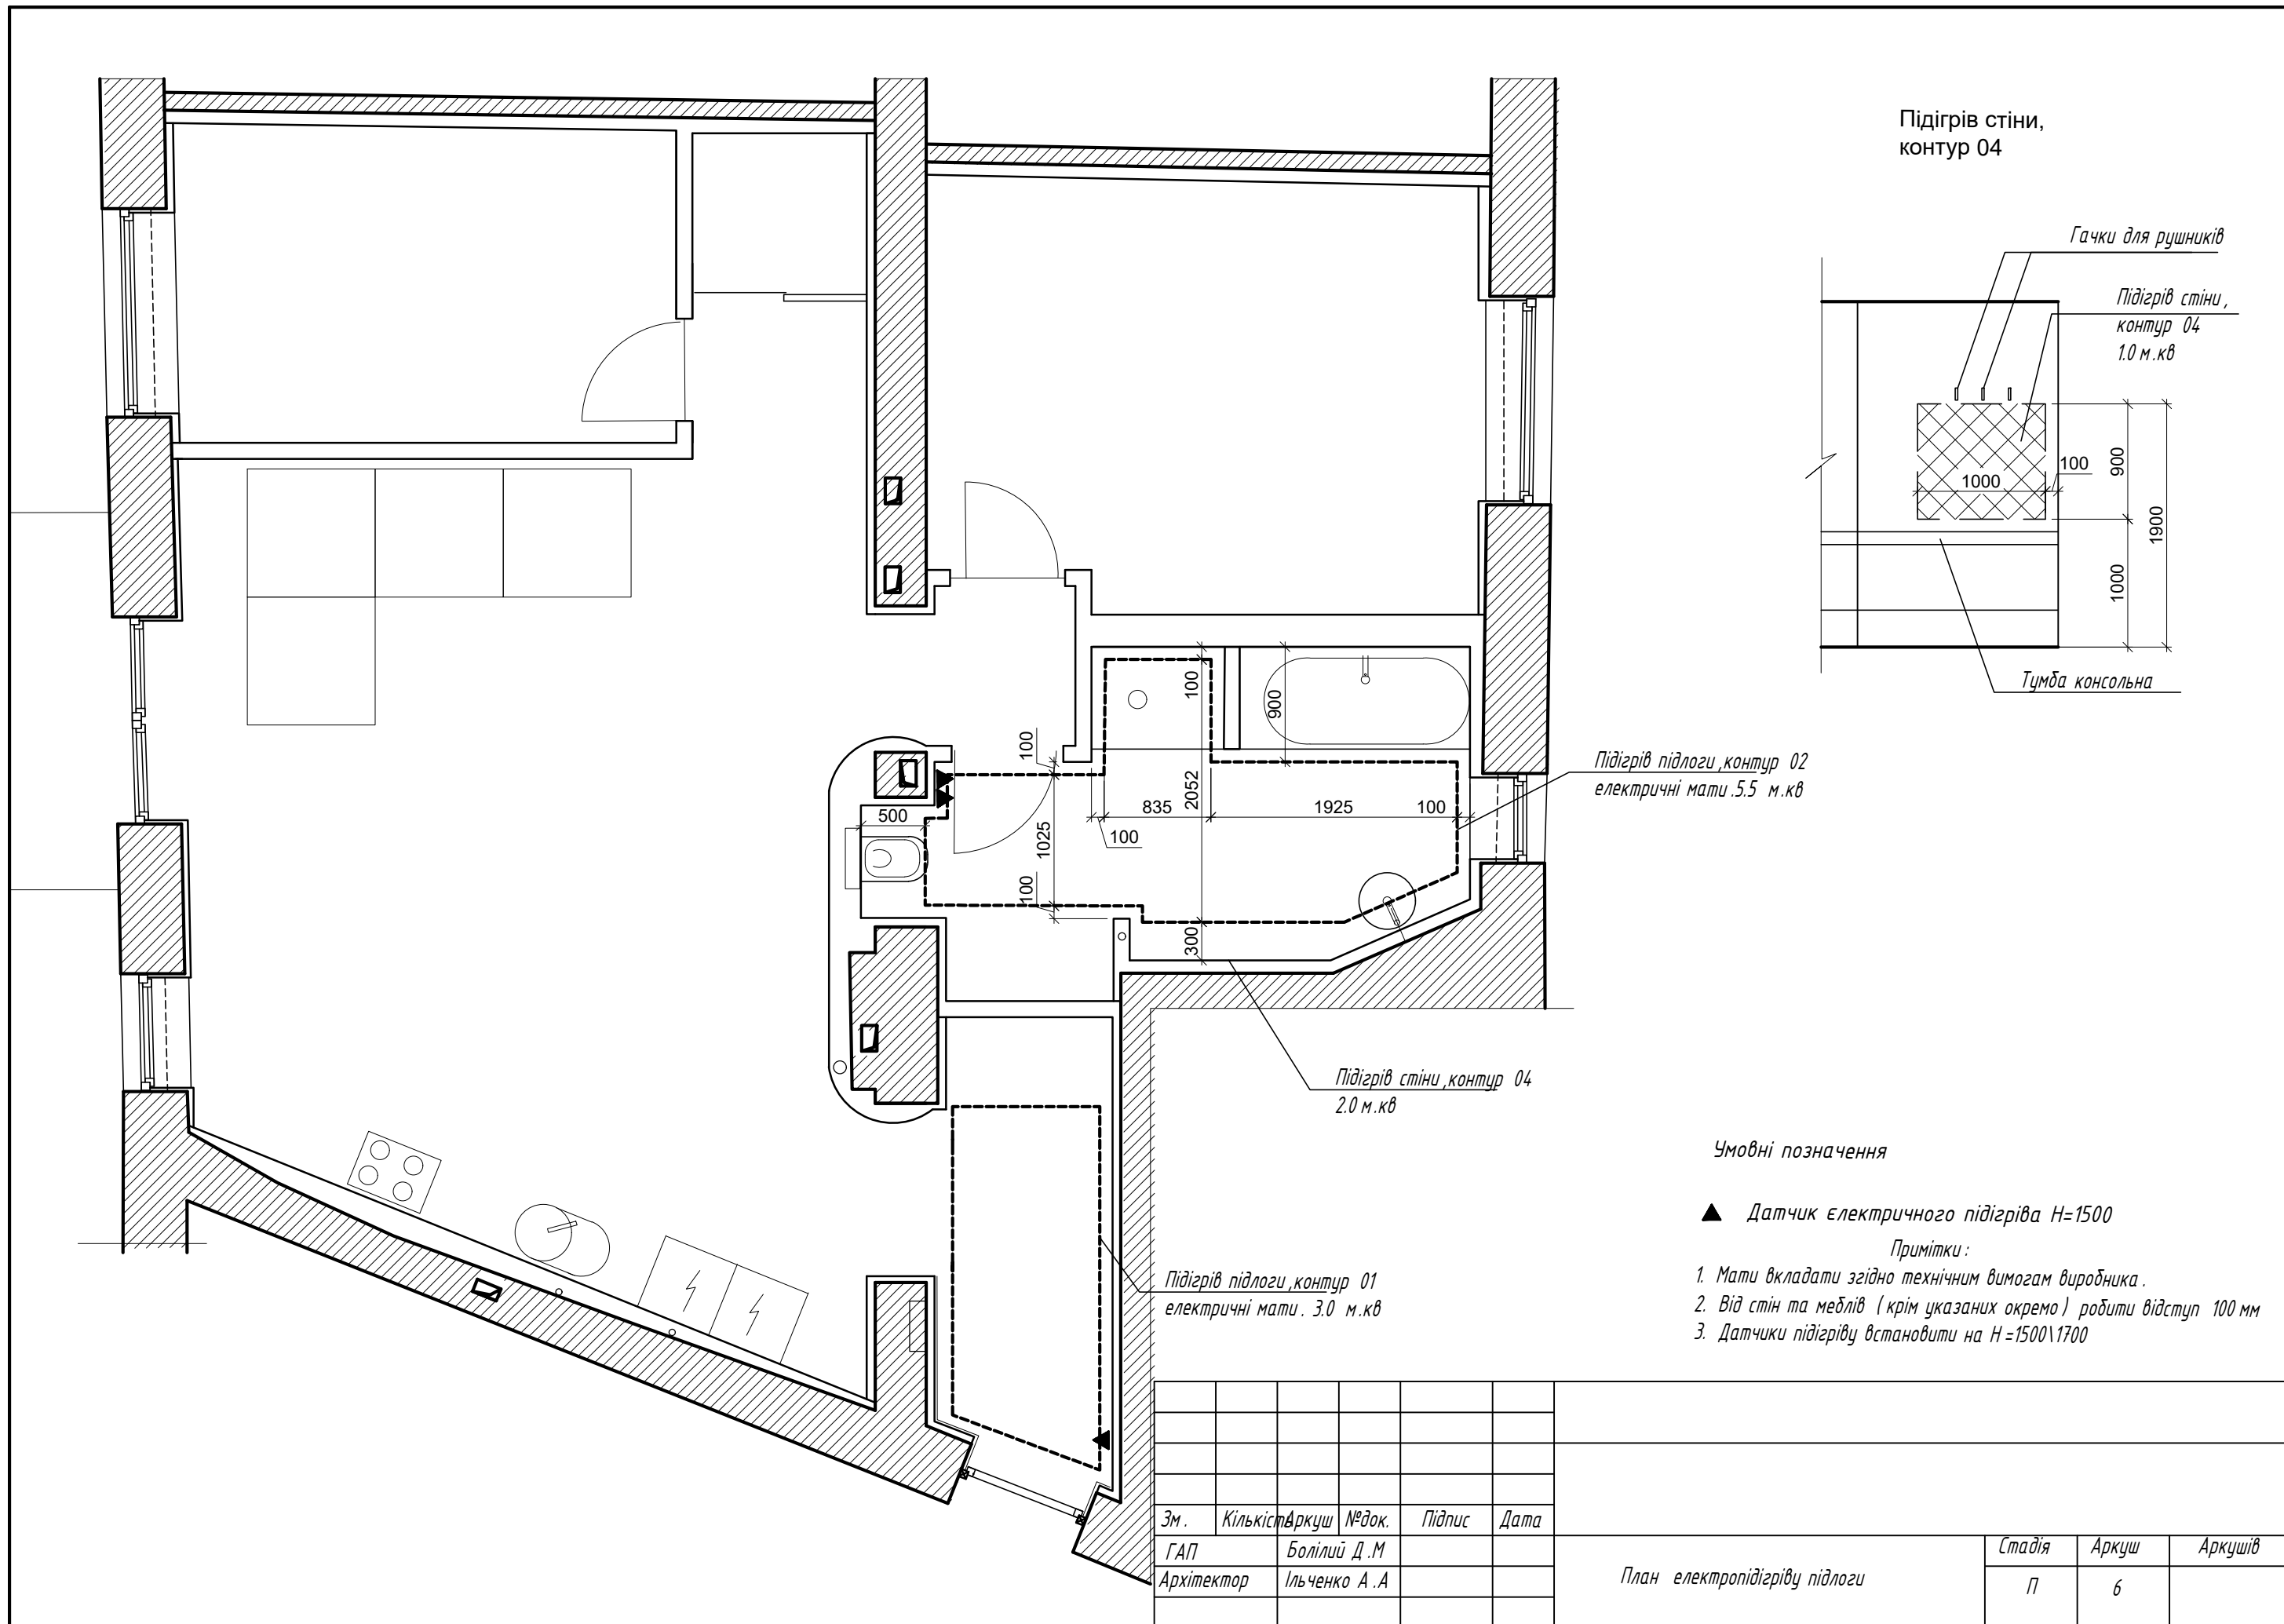 Підігрів стіни,
контур 04
Гачки для рушників
Підігрів стіни,
контур 04
1.0 м.кв
100
1000
900
1900
1000
Тумба консольна
100
900
100
2052
835
1925
100
100
500
1025
100
300
Підігрів підлоги,контур 02
електричні мати.5.5 м.кв
Підігрів стіни,контур 04
2.0 м.кв
Підігрів підлоги,контур 01
електричні мати. 3.0 м.кв
Умовні позначення
Датчик єлектричного підігріва Н=1500
Примітки:
1. Мати вкладати згідно технічним вимогам виробника.
2. Від стін та меблів (крім указаних окремо) робити відступ 100 мм
3. Датчики підігріву встановити на Н=1500\1700
Зм. Кількість Аркуш №док. Підпис Дата
ГАП Болілий Д.М
Архітектор Ільченко А.А
План електропідігріву підлоги
Стадія Аркуш Аркушів
П 6